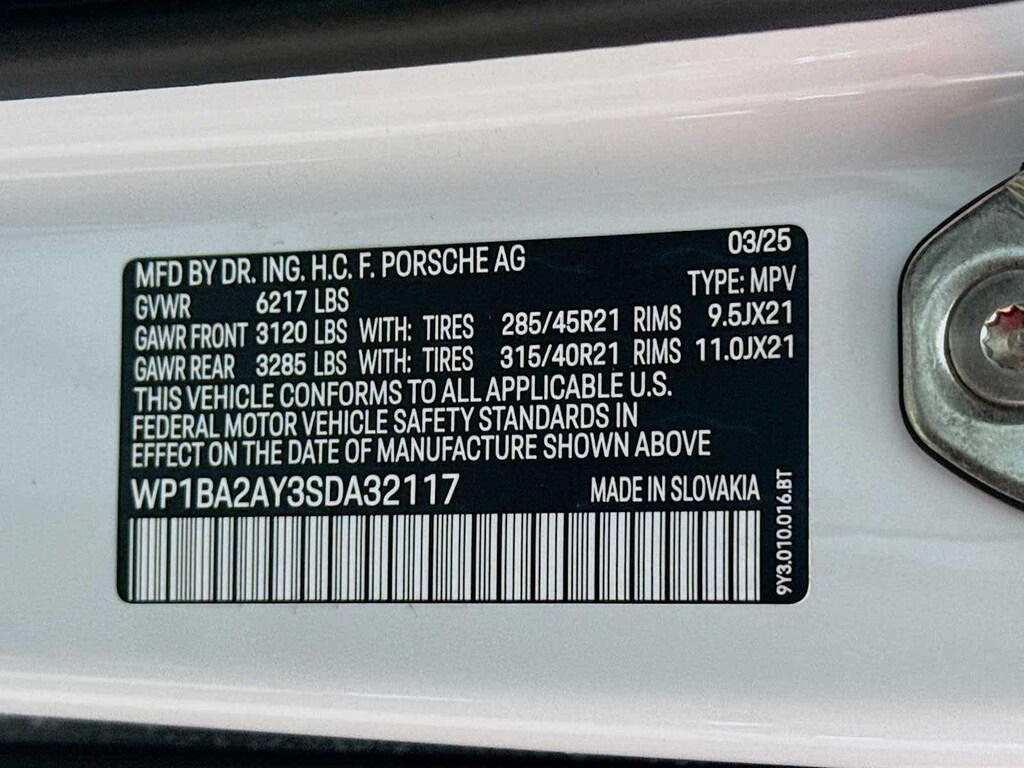 MFD BY DR. ING. H.C. F. PORSCHE AG 03/25
GVWR 6217 LBS TYPE: MPV
GAWR FRONT 3120 LBS WITH: TIRES 285/45R21 RIMS 9.5JX21
GAWR REAR 3285 LBS WITH: TIRES 315/40R21 RIMS 11.0JX21
THIS VEHICLE CONFORMS TO ALL APPLICABLE U.S.
FEDERAL MOTOR VEHICLE SAFETY STANDARDS IN
EFFECT ON THE DATE OF MANUFACTURE SHOWN ABOVE
WP1BA2AY3SDA32117 MADE IN SLOVAKIA
9Y3.010.016.BT